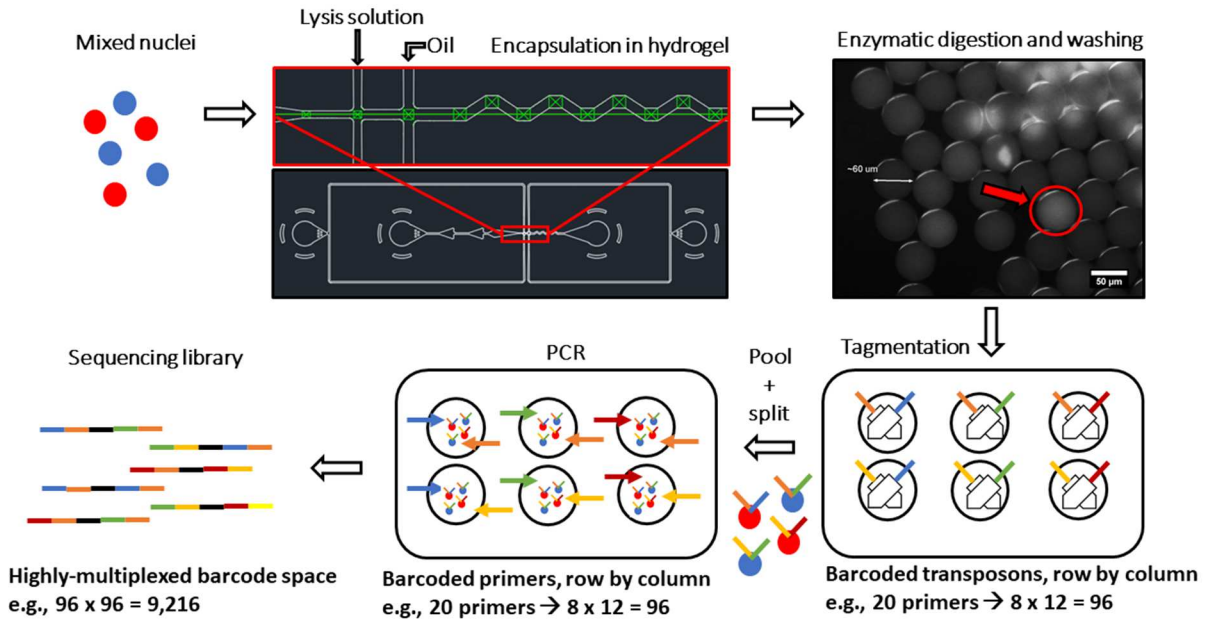 Mixed nuclei
Lysis solution
Oil
Encapsulation in hydrogel
Enzymatic digestion and washing
~60 um
50 µm
Tagmentation
Pool
+
split
PCR
Sequencing library
Highly-multiplexed barcode space
e.g., 96 x 96 = 9,216
Barcoded primers, row by column
e.g., 20 primers → 8 x 12 = 96
Barcoded transposons, row by column
e.g., 20 primers → 8 x 12 = 96